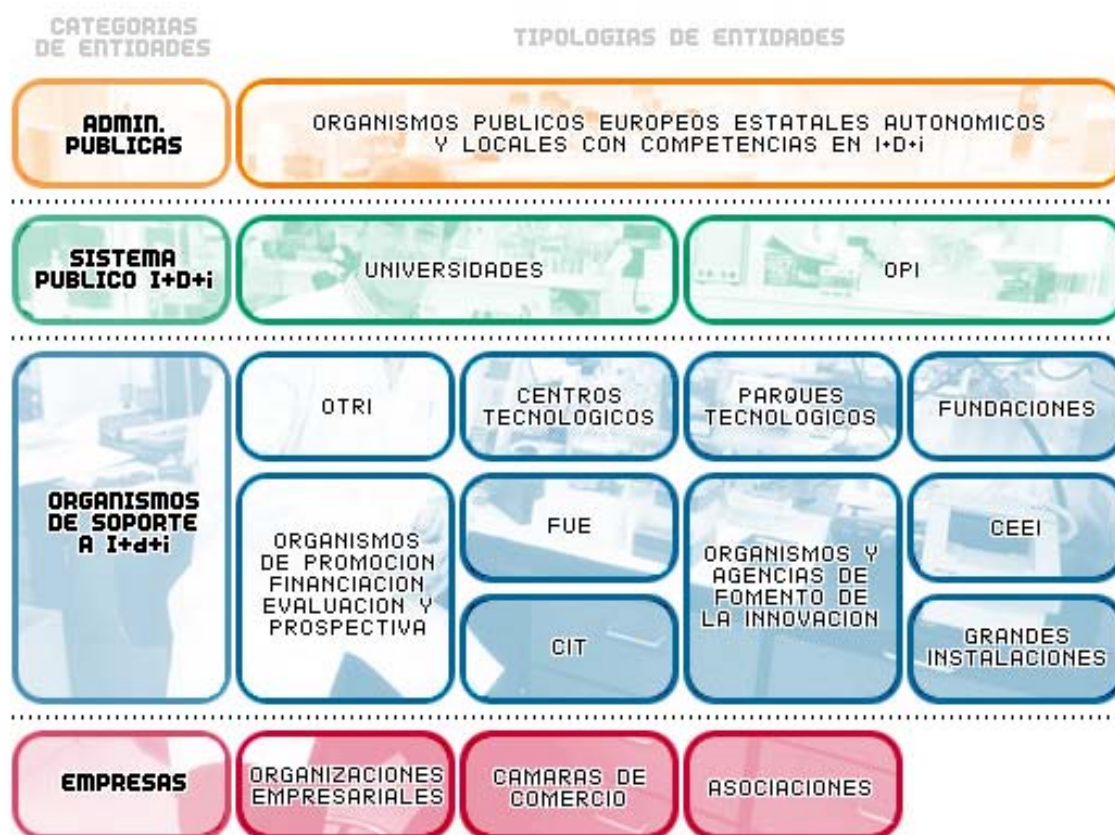 CATEGORIAS
DE ENTIDADES
TIPOLOGIAS DE ENTIDADES
ADMIN.
PUBLICAS
ORGANISMOS PUBLICOS EUROPEOS ESTATALES AUTONOMICOS
Y LOCALES CON COMPETENCIAS EN I+D+i
SISTEMA
PUBLICO I+D+i
UNIVERSIDADES
OPI
ORGANISMOS
DE SOPORTE
A I+d+i
OTRI
CENTROS
TECNOLOGICOS
PARQUES
TECNOLOGICOS
FUNDACIONES
ORGANISMOS
DE PROMOCION
FINANCIACION
EVALUACION Y
PROSPECTIVA
FUE
CIT
ORGANISMOS Y
AGENCIAS DE
FOMENTO DE
LA INNOVACION
CEEI
GRANDES
INSTALACIONES
EMPRESAS
ORGANIZACIONES
EMPRESARIALES
CAMARAS DE
COMERCIO
ASOCIACIONES